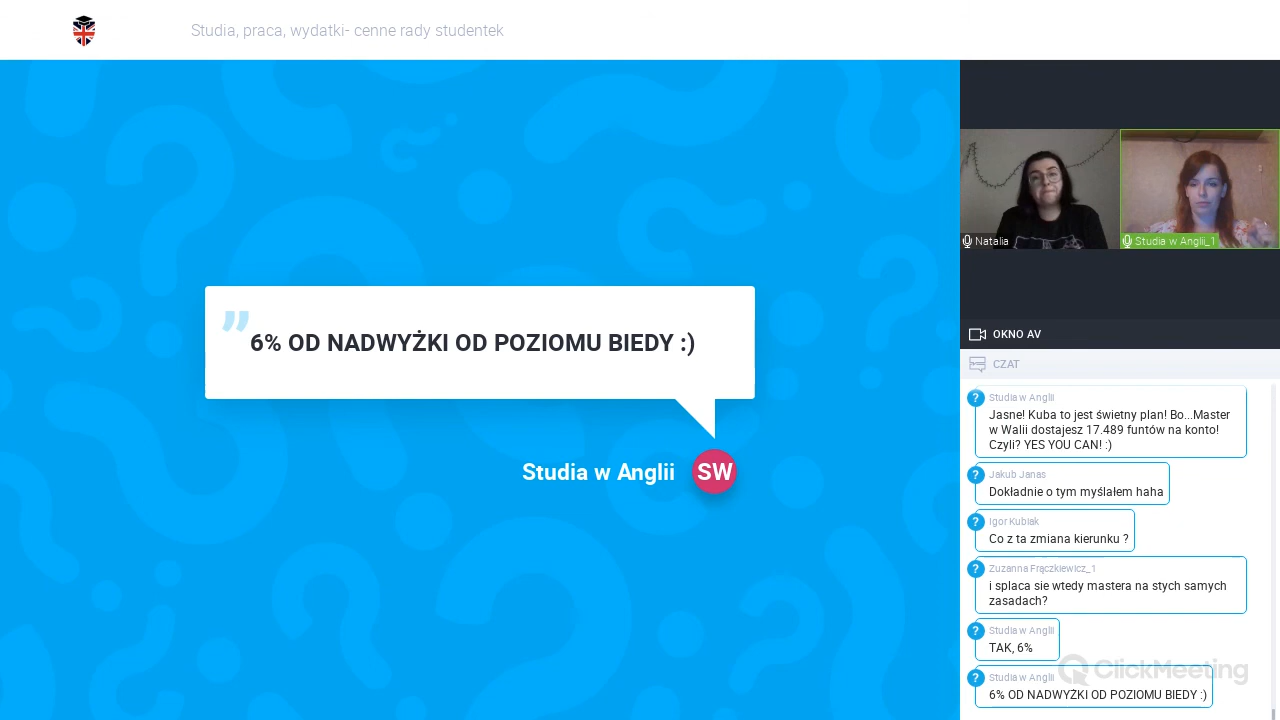 Studia, praca, wydatki- cenne rady studentek
6% OD NADWYŻKI OD POZIOMU BIEDY :)
Studia w Anglii
SW
Natalia
Studia w Anglii_1
OKNO AV
CZAT
Studia w Anglii
Jasne! Kuba to jest świetny plan! Bo...Master
w Walii dostajesz 17.489 funtów na konto!
Czyli? YES YOU CAN! :)
Jakub Janas
Dokładnie o tym myślałem haha
Igor Kubiak
Co z ta zmiana kierunku ?
Zuzanna Frączkiewicz_1
i splaca sie wtedy mastera na stych samych
zasadach?
Studia w Anglii
TAK, 6%
ClickMeeting
Studia w Anglii
6% OD NADWYŻKI OD POZIOMU BIEDY :)